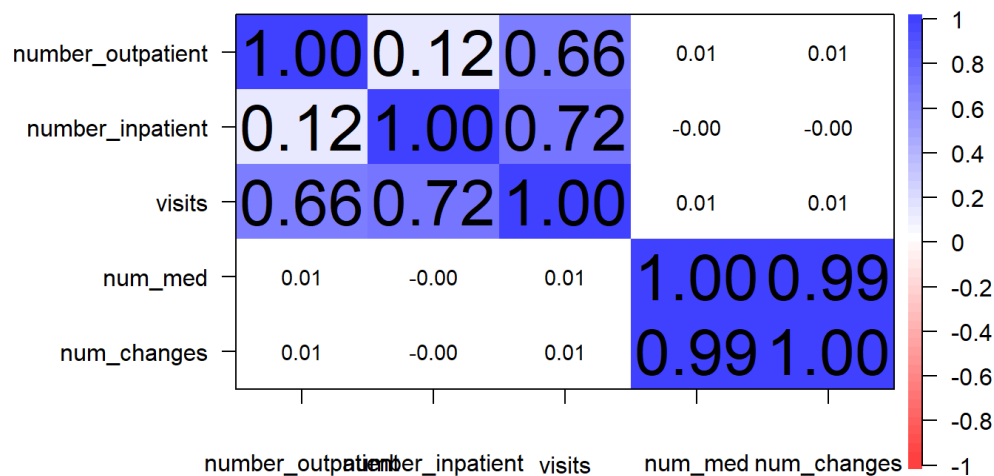 number_outpatient 1.00 0.12 0.66 0.01 0.01
number_inpatient 0.12 1.00 0.72 -0.00 -0.00
visits 0.66 0.72 1.00 0.01 0.01
num_med 0.01 -0.00 0.01 1.00 0.99
num_changes 0.01 -0.00 0.01 0.99 1.00
number_outpatient number_inpatient visits num_med num_changes
1
0.8
0.6
0.4
0.2
0
-0.2
-0.4
-0.6
-0.8
-1